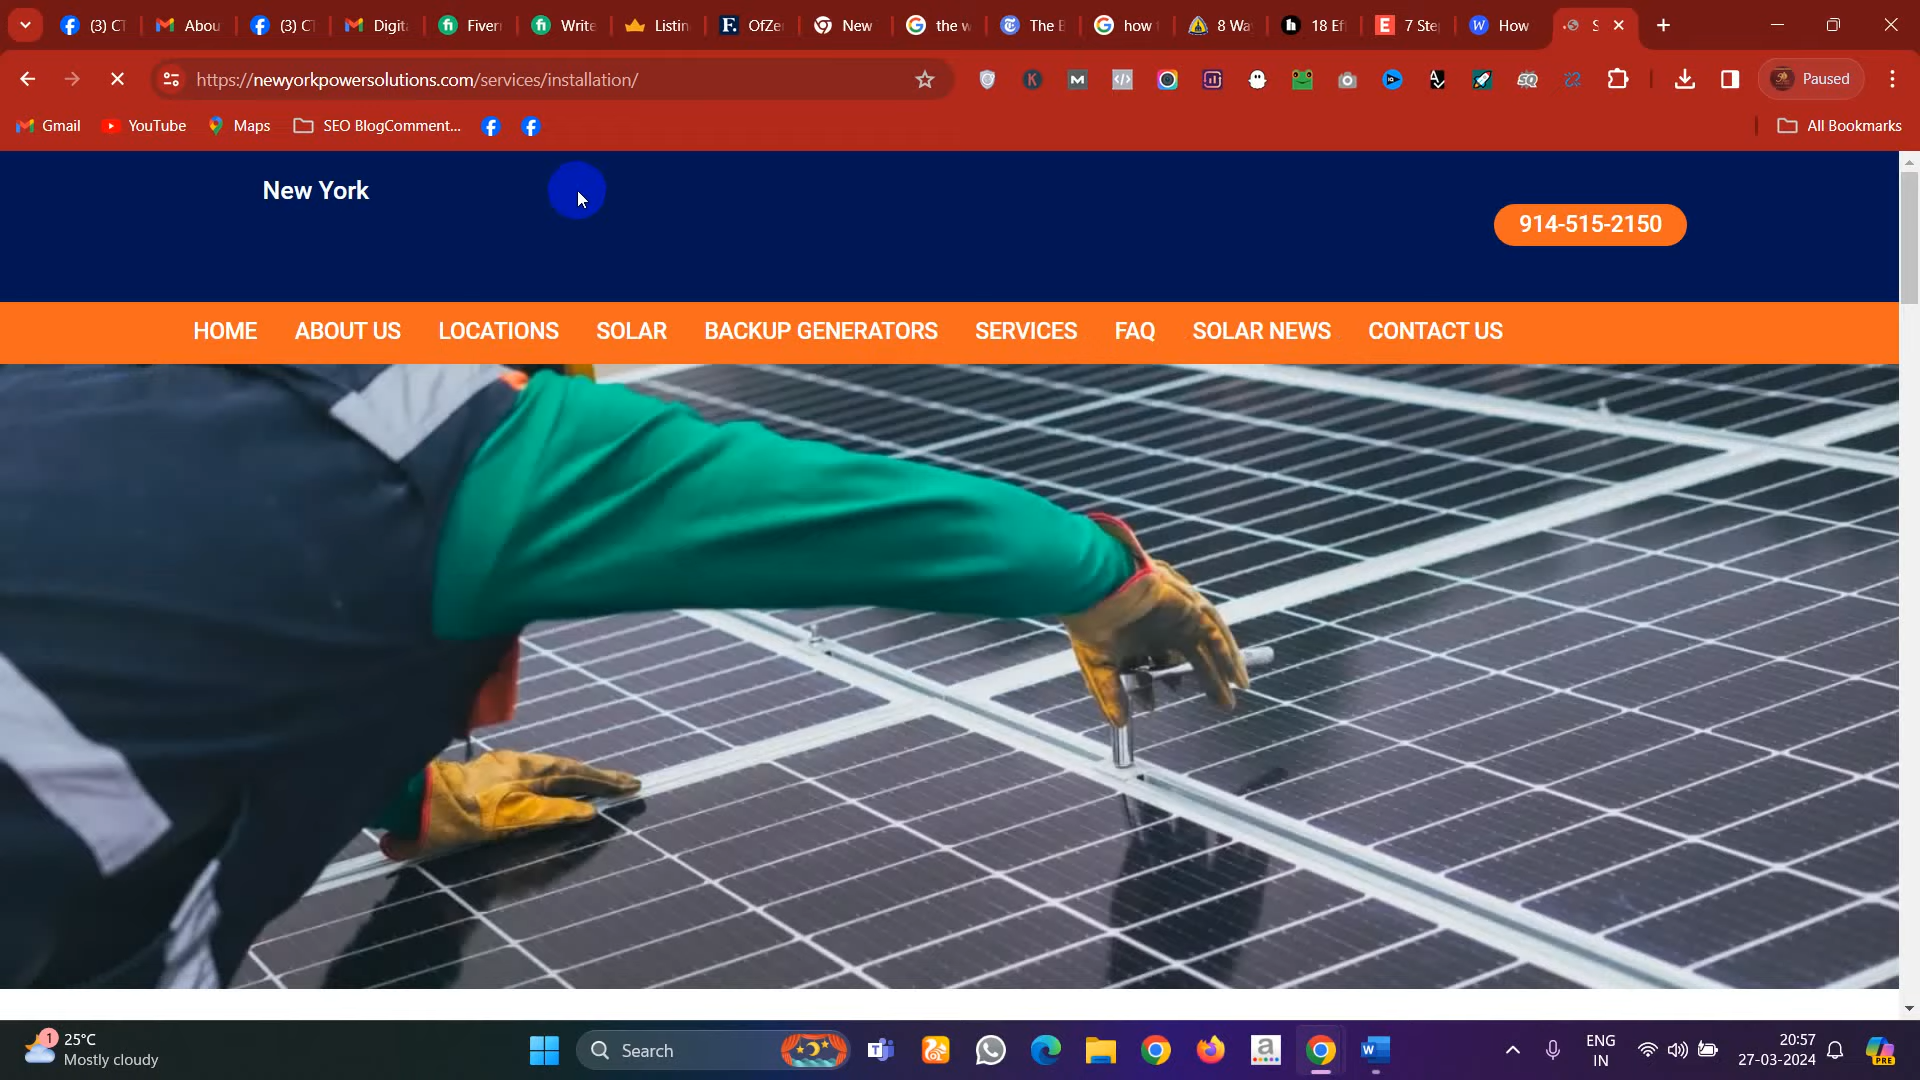 (3) C
Abou
(3) C
Digit
Fiver
Write
Listin
OfZe
New
the w
The B
how
8 Wa
18 Ef
7 Ste
How
S
https://newyorkpowersolutions.com/services/installation/
Paused
Gmail
YouTube
Maps
SEO BlogComment...
All Bookmarks
New York
914-515-2150
HOME ABOUT US LOCATIONS SOLAR BACKUP GENERATORS SERVICES FAQ SOLAR NEWS CONTACT US
1
25°C
Mostly cloudy
Search
ENG
IN
20:57
27-03-2024
PRE